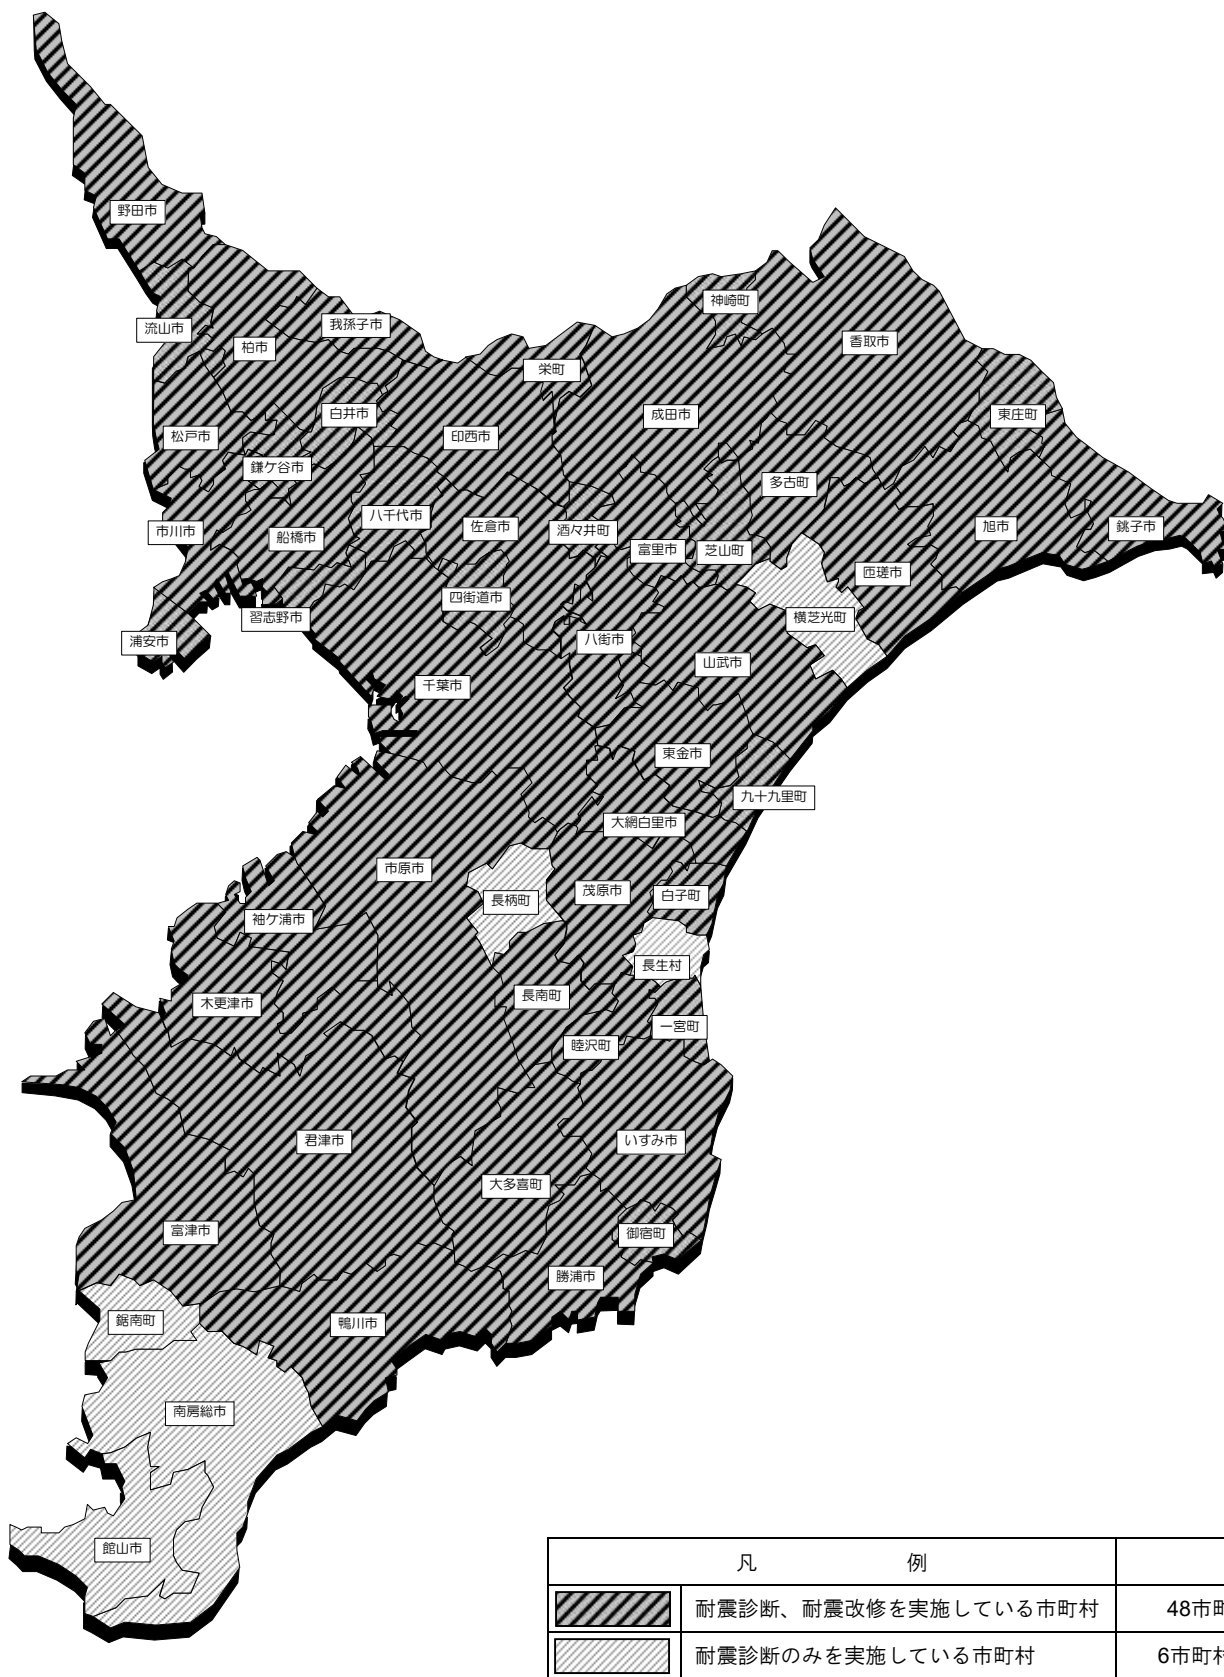 野田市
流山市
柏市
我孫子市
神崎町
香取市
栄町
白井市
成田市
東庄町
松戸市
印西市
鎌ケ谷市
多古町
市川市
船橋市
八千代市
佐倉市
酒々井町
富里市
芝山町
旭市
銚子市
匝瑳市
四街道市
習志野市
横芝光町
浦安市
八街市
山武市
千葉市
東金市
九十九里町
大網白里市
市原市
長柄町
茂原市
白子町
袖ケ浦市
長生村
木更津市
長南町
一宮町
睦沢町
君津市
いすみ市
大多喜町
富津市
御宿町
勝浦市
鋸南町
鴨川市
南房総市
館山市
凡 例
耐震診断、耐震改修を実施している市町村 48市町
耐震診断のみを実施している市町村 6市町村